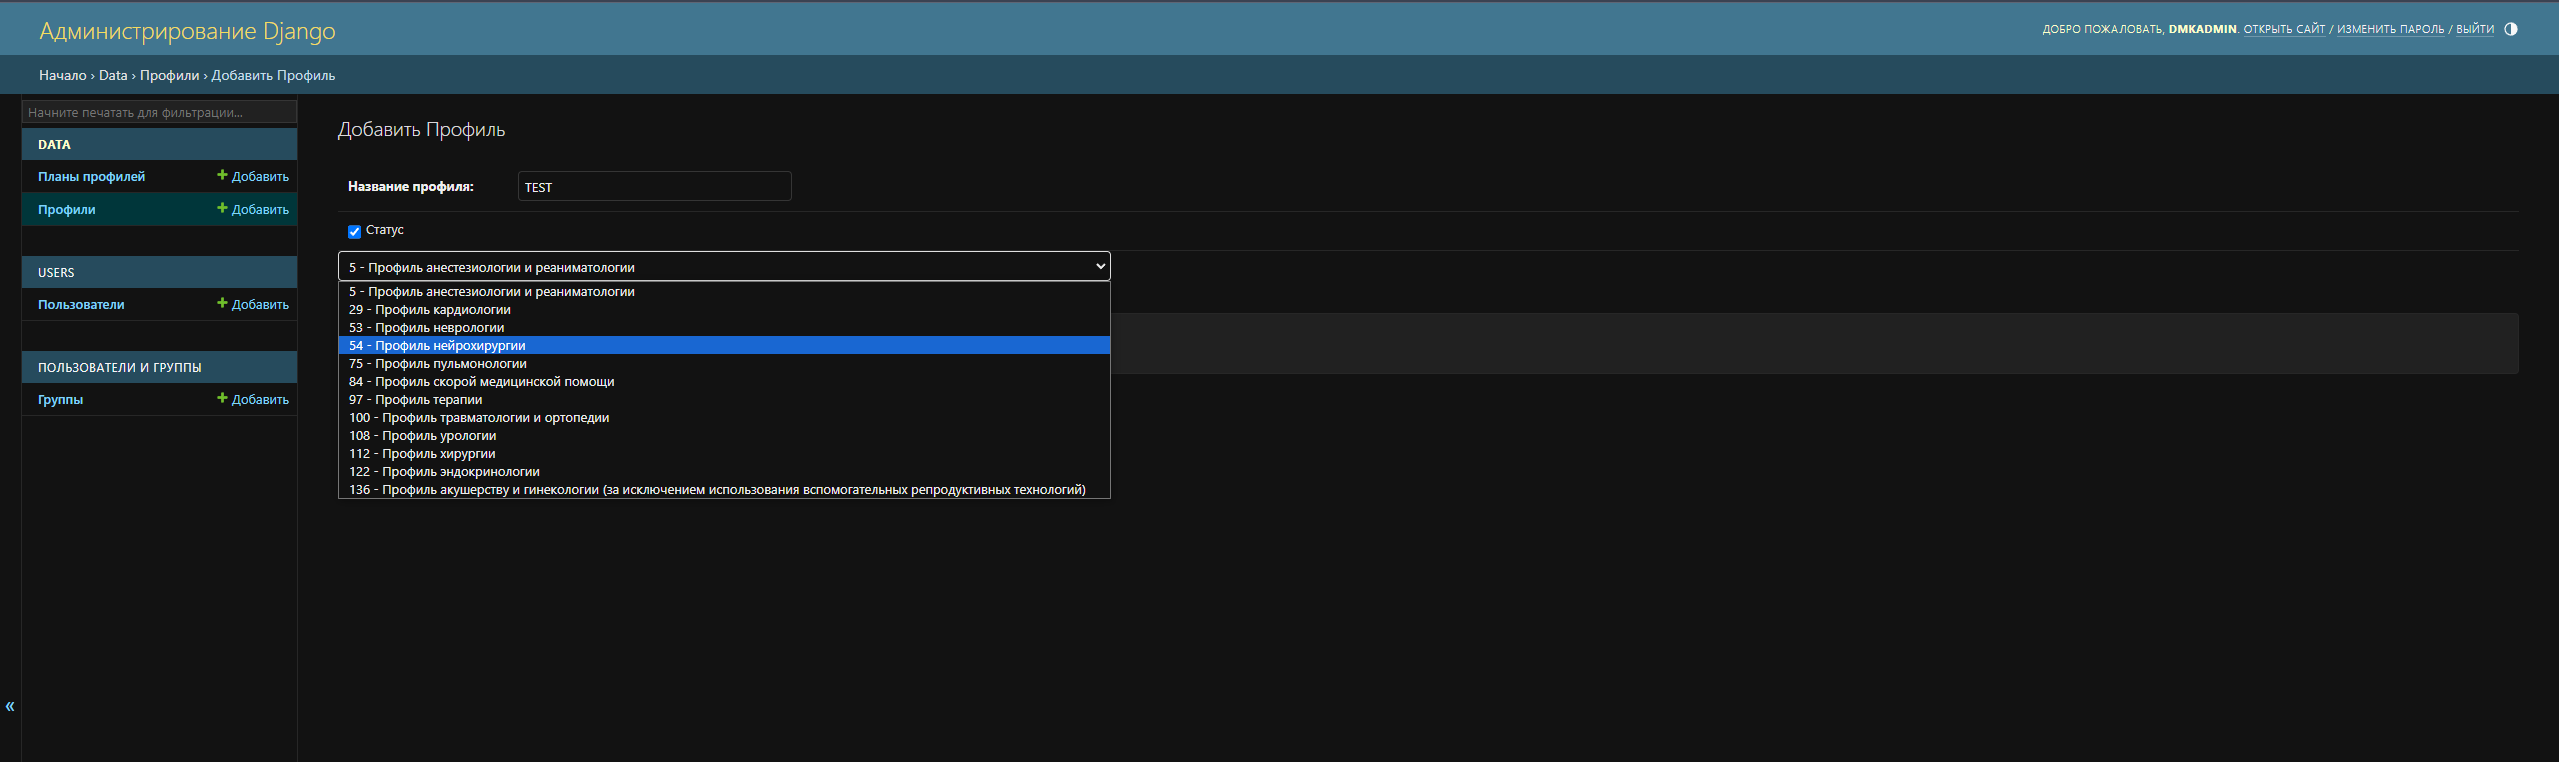 Администрирование Django
ДОБРО ПОЖАЛОВАТЬ, DMKADMIN. ОТКРЫТЬ САЙТ / ИЗМЕНИТЬ ПАРОЛЬ / ВЫЙТИ
Начало › Data › Профили › Добавить Профиль
Начните печатать для фильтрации...
DATA
Планы профилей + Добавить
Профили + Добавить
USERS
Пользователи + Добавить
ПОЛЬЗОВАТЕЛИ И ГРУППЫ
Группы + Добавить
«
Добавить Профиль
Название профиля: TEST
Статус
5 - Профиль анестезиологии и реаниматологии
5 - Профиль анестезиологии и реаниматологии
29 - Профиль кардиологии
53 - Профиль неврологии
54 - Профиль нейрохирургии
75 - Профиль пульмонологии
84 - Профиль скорой медицинской помощи
97 - Профиль терапии
100 - Профиль травматологии и ортопедии
108 - Профиль урологии
112 - Профиль хирургии
122 - Профиль эндокринологии
136 - Профиль акушерству и гинекологии (за исключением использования вспомогательных репродуктивных технологий)